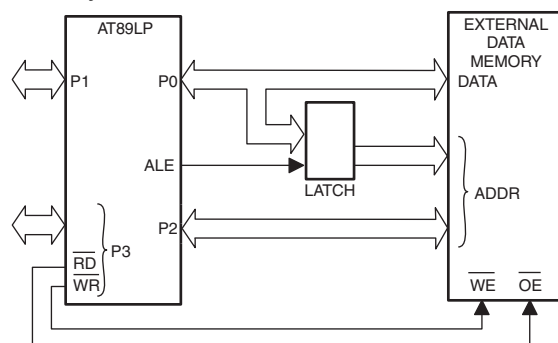 AT89LP
EXTERNAL
DATA
MEMORY
P1
P0
DATA
ALE
LATCH
ADDR
P2
P3
RD
WR
WE
OE